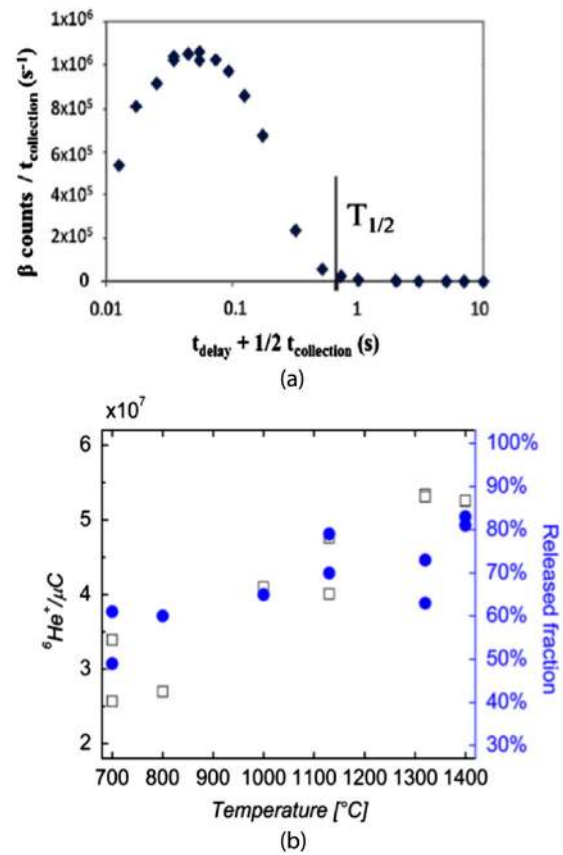 1x10⁶
1x10⁶
8x10⁵
6x10⁵
4x10⁵
2x10⁵
0
β counts / t_collection (s⁻¹)
T₁/₂
0.01 0.1 1 10
t_delay + 1/2 t_collection (s)
(a)
x10⁷
6
5
4
3
2
⁶He⁺/μC
100%
90%
80%
70%
60%
50%
40%
30%
Released fraction
700 800 900 1000 1100 1200 1300 1400
Temperature [°C]
(b)